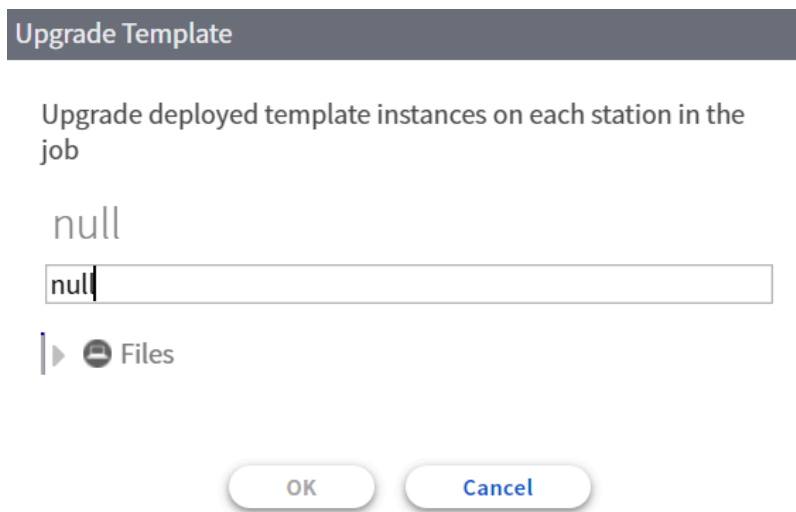 Upgrade Template
Upgrade deployed template instances on each station in the
job
null
null
Files
OK Cancel